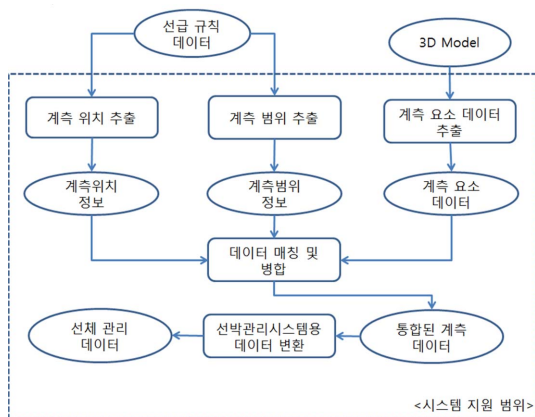 선급 규칙
데이터
3D Model
계측 위치 추출
계측 범위 추출
계측 요소 데이터
추출
계측위치
정보
계측범위
정보
계측 요소
데이터
데이터 매칭 및
병합
선체 관리
데이터
선박관리시스템용
데이터 변환
통합된 계측
데이터
<시스템 지원 범위>